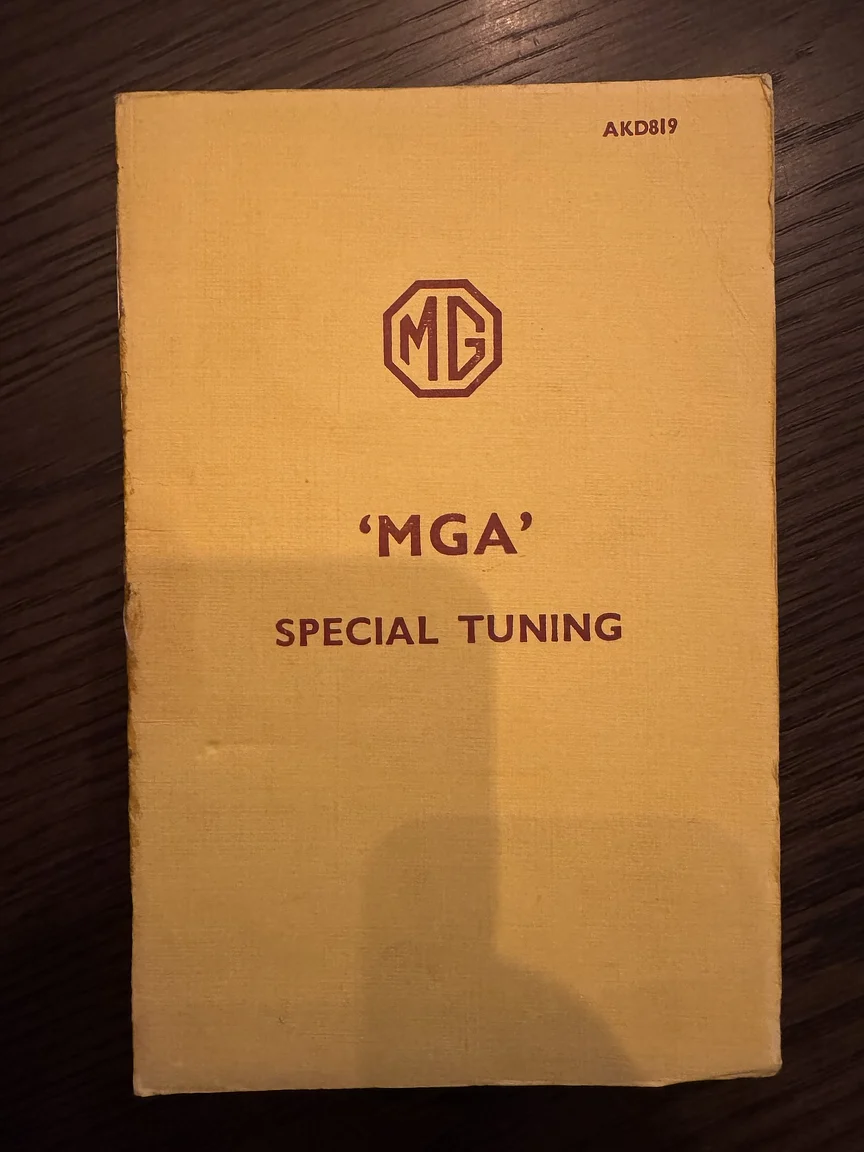 AKD819
MG
‘MGA’
SPECIAL TUNING